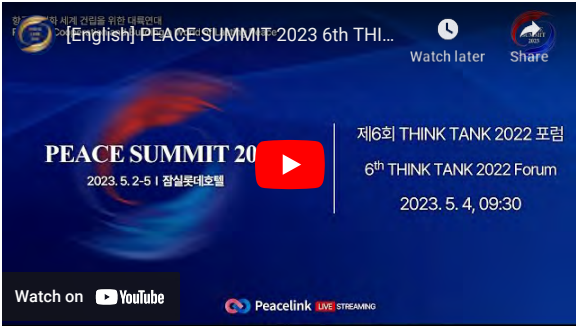 [English] PEACE SUMMIT 2023 6th THI...
Watch later
Share
PEACE SUMMIT 20
2023. 5. 2-5 I 잠실롯데호텔
제6회 THINK TANK 2022 포럼
6th THINK TANK 2022 Forum
2023. 5. 4, 09:30
Watch on YouTube
Peacelink LIVE STREAMING